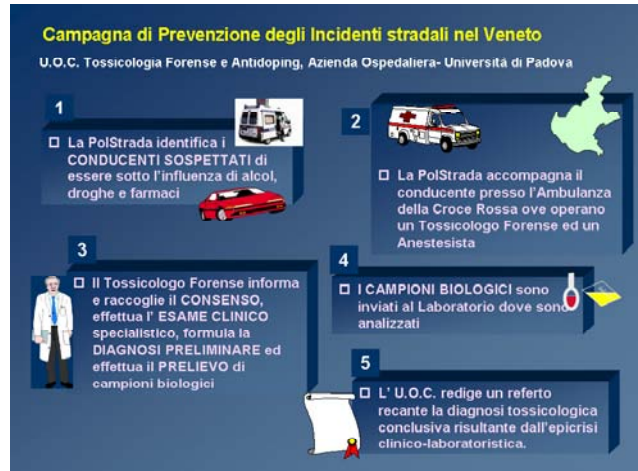 Campagna di Prevenzione degli Incidenti stradali nel Veneto
U.O.C. Tossicologia Forense e Antidoping, Azienda Ospedaliera- Università di Padova
1
La PolStrada identifica i
CONDUCENTI SOSPETTATI di
essere sotto l'influenza di alcol,
droghe e farmaci
2
La PolStrada accompagna il
conducente presso l'Ambulanza
della Croce Rossa ove operano
un Tossicologo Forense ed un
Anestesista
3
Il Tossicologo Forense informa
e raccoglie il CONSENSO,
effettua l' ESAME CLINICO
specialistico, formula la
DIAGNOSI PRELIMINARE ed
effettua il PRELIEVO di
campioni biologici
4
I CAMPIONI BIOLOGICI sono
inviati al Laboratorio dove sono
analizzati
5
L' U.O.C. redige un referto
recante la diagnosi tossicologica
conclusiva risultante dall'epicrisi
clinico-laboratoristica.